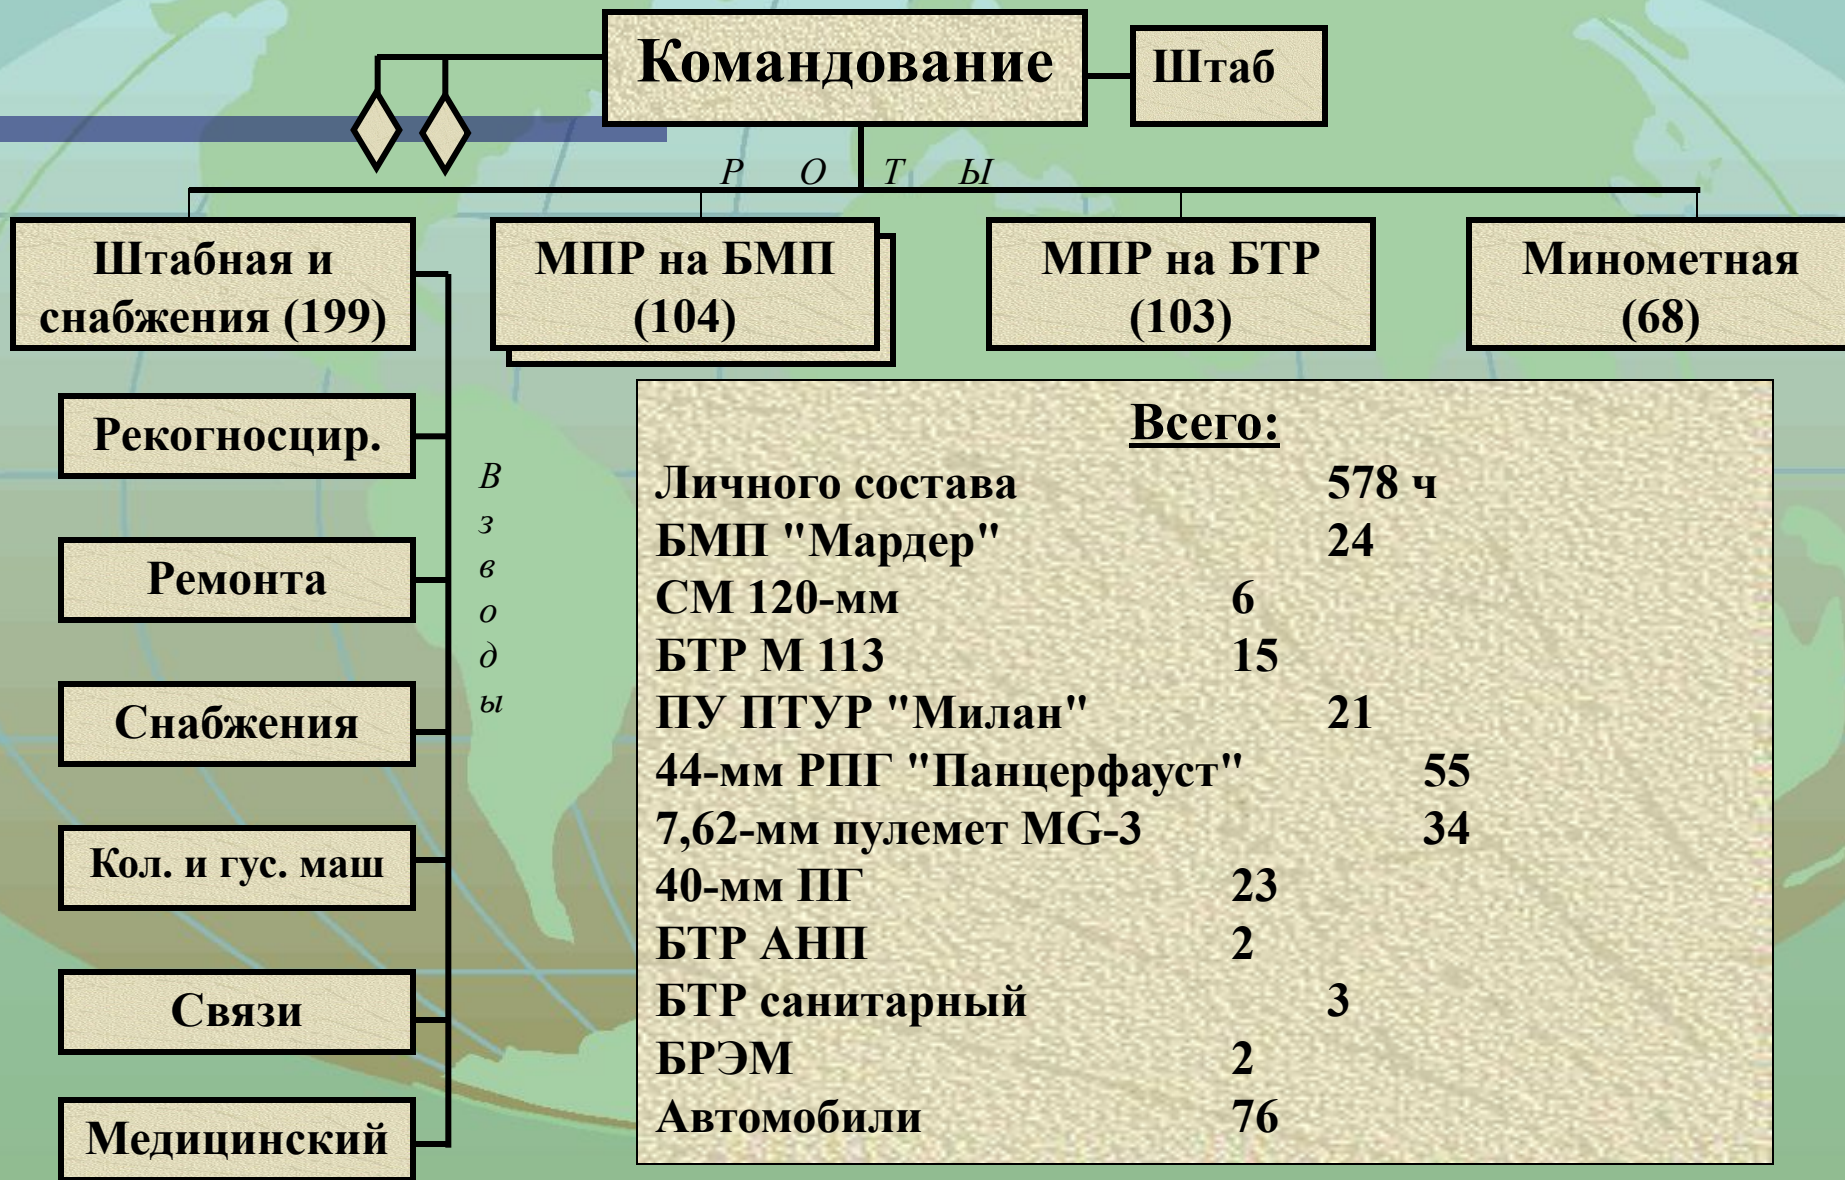 Командование
Штаб
Р О Т Ы
Штабная и
снабжения (199)
МПР на БМП
(104)
МПР на БТР
(103)
Минометная
(68)
Рекогносцир.
Ремонта
Снабжения
Кол. и гус. маш
Связи
Медицинский
В
з
в
о
д
ы
Всего:
Личного состава 578 ч
БМП "Мардер" 24
СМ 120-мм 6
БТР М 113 15
ПУ ПТУР "Милан" 21
44-мм РПГ "Панцерфауст" 55
7,62-мм пулемет MG-3 34
40-мм ПГ 23
БТР АНП 2
БТР санитарный 3
БРЭМ 2
Автомобили 76